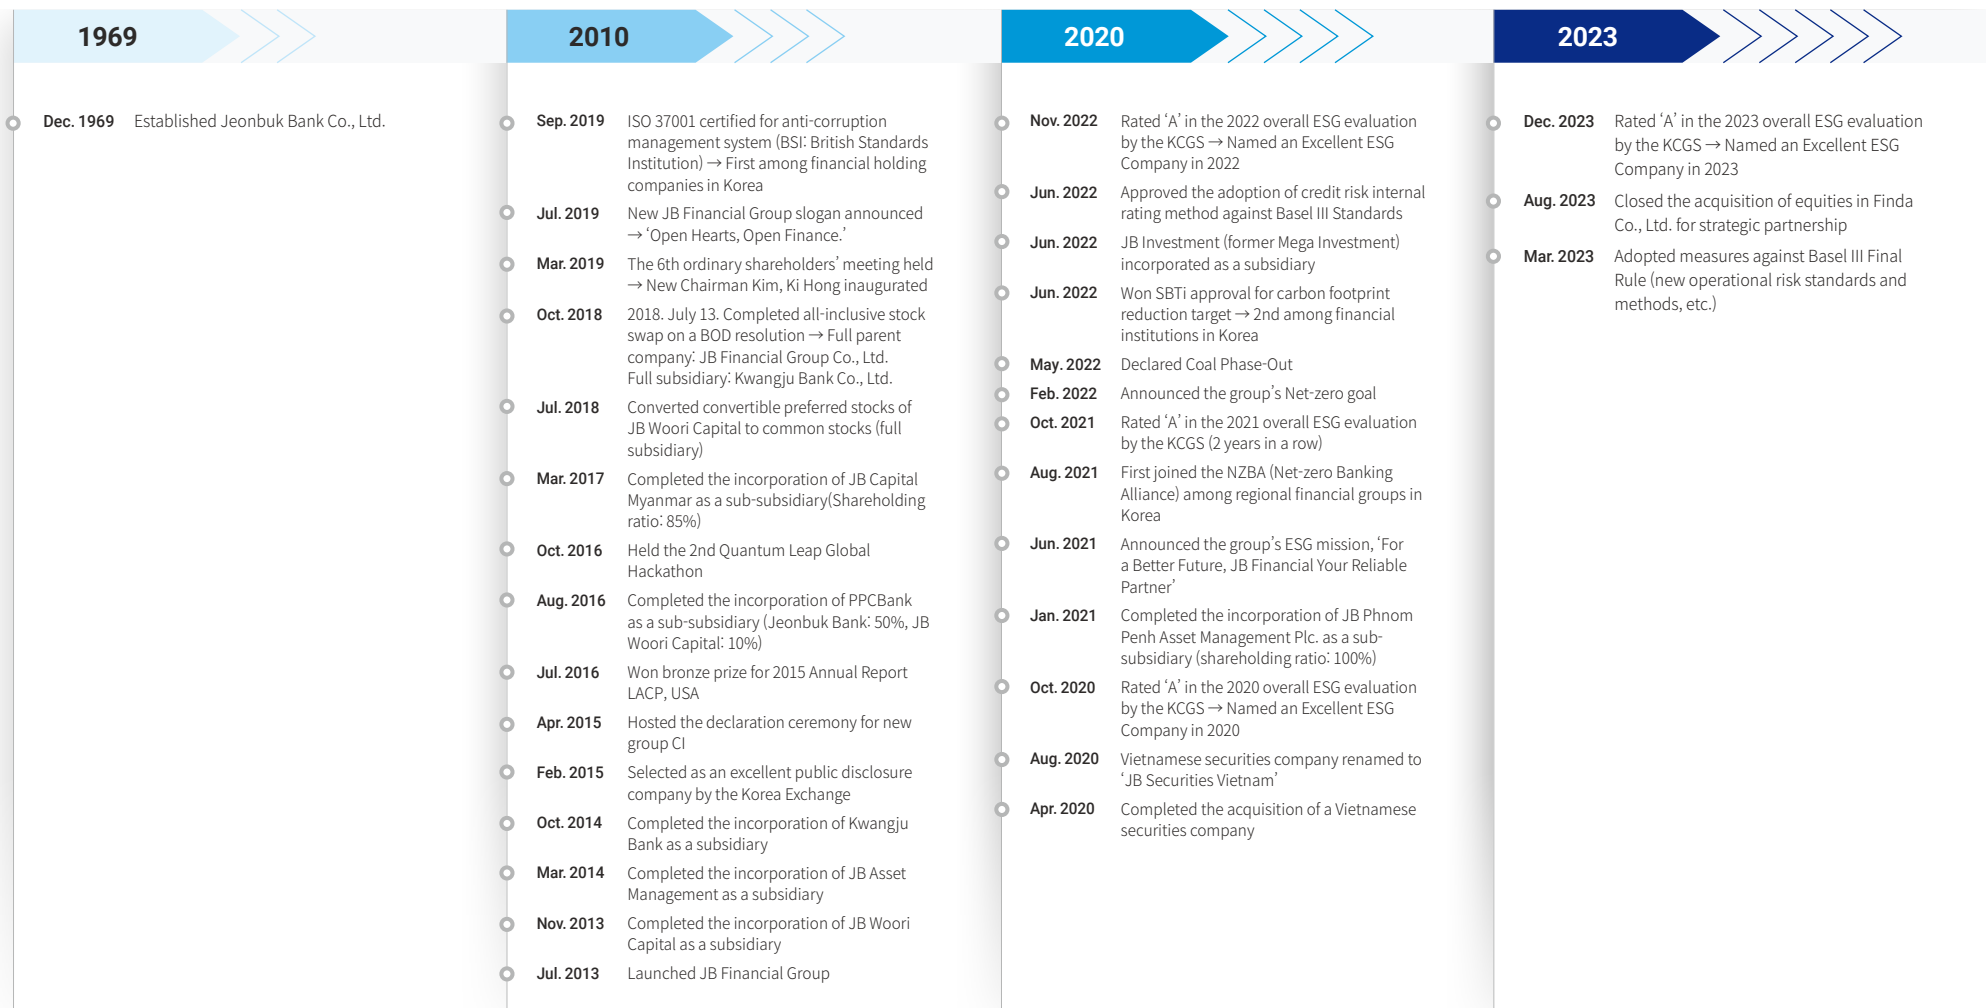 1969
Dec. 1969 Established Jeonbuk Bank Co., Ltd.
2010
Sep. 2019 ISO 37001 certified for anti-corruption
management system (BSI: British Standards
Institution) → First among financial holding
companies in Korea
Jul. 2019 New JB Financial Group slogan announced
→ ‘Open Hearts, Open Finance.’
Mar. 2019 The 6th ordinary shareholders’ meeting held
→ New Chairman Kim, Ki Hong inaugurated
Oct. 2018 2018. July 13. Completed all-inclusive stock
swap on a BOD resolution → Full parent
company: JB Financial Group Co., Ltd.
Full subsidiary: Kwangju Bank Co., Ltd.
Jul. 2018 Converted convertible preferred stocks of
JB Woori Capital to common stocks (full
subsidiary)
Mar. 2017 Completed the incorporation of JB Capital
Myanmar as a sub-subsidiary(Shareholding
ratio: 85%)
Oct. 2016 Held the 2nd Quantum Leap Global
Hackathon
Aug. 2016 Completed the incorporation of PPCBank
as a sub-subsidiary (Jeonbuk Bank: 50%, JB
Woori Capital: 10%)
Jul. 2016 Won bronze prize for 2015 Annual Report
LACP, USA
Apr. 2015 Hosted the declaration ceremony for new
group CI
Feb. 2015 Selected as an excellent public disclosure
company by the Korea Exchange
Oct. 2014 Completed the incorporation of Kwangju
Bank as a subsidiary
Mar. 2014 Completed the incorporation of JB Asset
Management as a subsidiary
Nov. 2013 Completed the incorporation of JB Woori
Capital as a subsidiary
Jul. 2013 Launched JB Financial Group
2020
Nov. 2022 Rated ‘A’ in the 2022 overall ESG evaluation
by the KCGS → Named an Excellent ESG
Company in 2022
Jun. 2022 Approved the adoption of credit risk internal
rating method against Basel III Standards
Jun. 2022 JB Investment (former Mega Investment)
incorporated as a subsidiary
Jun. 2022 Won SBTi approval for carbon footprint
reduction target → 2nd among financial
institutions in Korea
May. 2022 Declared Coal Phase-Out
Feb. 2022 Announced the group’s Net-zero goal
Oct. 2021 Rated ‘A’ in the 2021 overall ESG evaluation
by the KCGS (2 years in a row)
Aug. 2021 First joined the NZBA (Net-zero Banking
Alliance) among regional financial groups in
Korea
Jun. 2021 Announced the group’s ESG mission, ‘For
a Better Future, JB Financial Your Reliable
Partner’
Jan. 2021 Completed the incorporation of JB Phnom
Penh Asset Management Plc. as a sub-
subsidiary (shareholding ratio: 100%)
Oct. 2020 Rated ‘A’ in the 2020 overall ESG evaluation
by the KCGS → Named an Excellent ESG
Company in 2020
Aug. 2020 Vietnamese securities company renamed to
‘JB Securities Vietnam’
Apr. 2020 Completed the acquisition of a Vietnamese
securities company
2023
Dec. 2023 Rated ‘A’ in the 2023 overall ESG evaluation
by the KCGS → Named an Excellent ESG
Company in 2023
Aug. 2023 Closed the acquisition of equities in Finda
Co., Ltd. for strategic partnership
Mar. 2023 Adopted measures against Basel III Final
Rule (new operational risk standards and
methods, etc.)